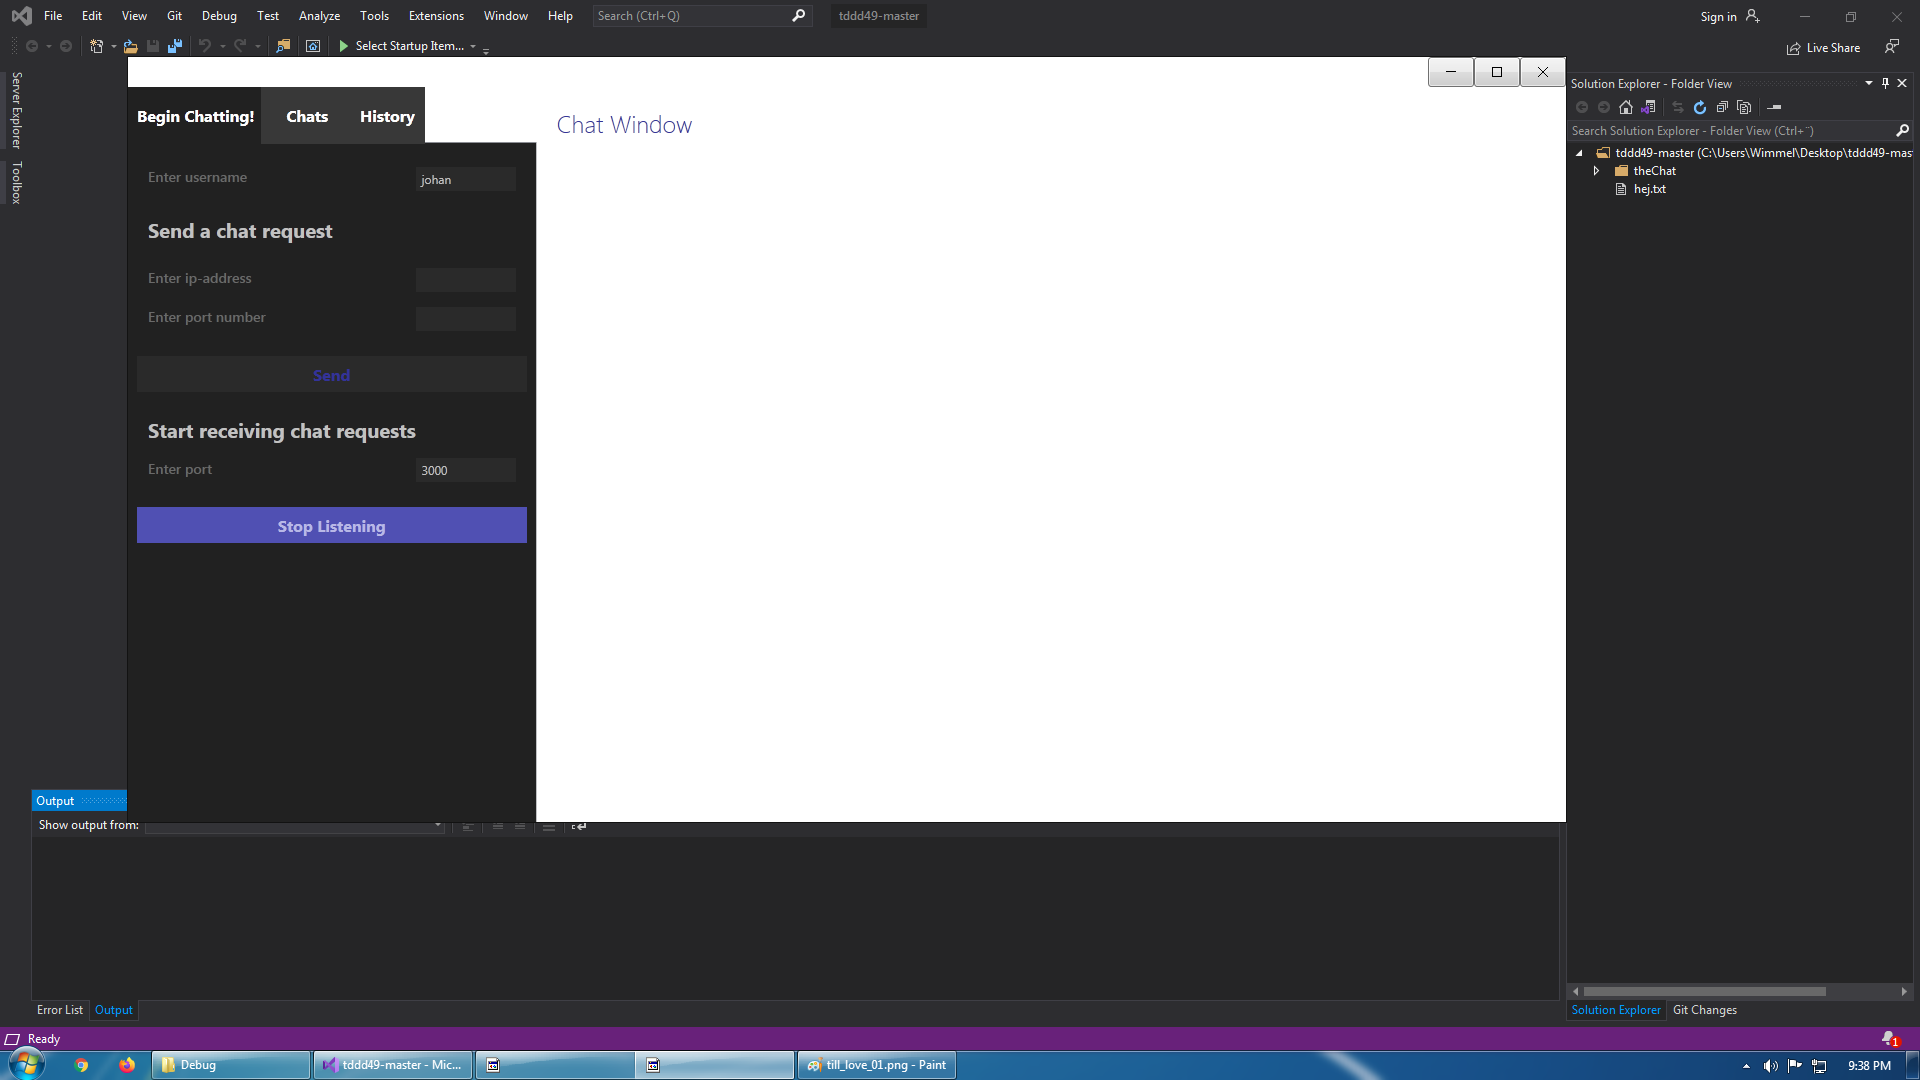 File Edit View Git Debug Test Analyze Tools Extensions Window Help Search (Ctrl+Q) tddd49-master Sign in
Select Startup Item... Live Share
Server Explorer
Toolbox
Begin Chatting! Chats History
Chat Window
Enter username johan
Send a chat request
Enter ip-address
Enter port number
Send
Start receiving chat requests
Enter port 3000
Stop Listening
Solution Explorer - Folder View
Search Solution Explorer - Folder View (Ctrl+¨)
tddd49-master (C:\Users\Wimmel\Desktop\tddd49-mas
theChat
hej.txt
Output
Show output from:
Error List Output
Solution Explorer Git Changes
Ready
1
Debug tddd49-master - Mic... till_love_01.png - Paint 9:38 PM